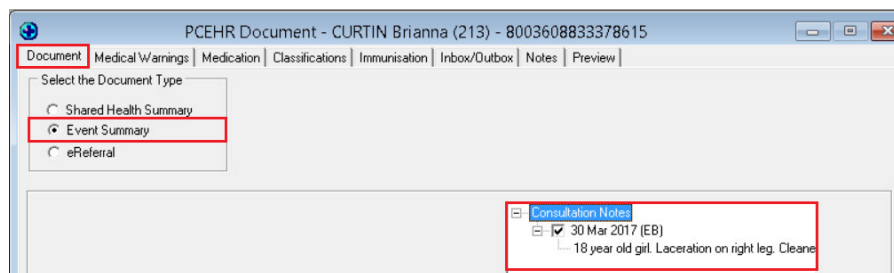 PCEHR Document - CURTIN Brianna (213) - 8003608833378615
Document Medical Warnings Medication Classifications Immunisation Inbox/Outbox Notes Preview
Select the Document Type
Shared Health Summary
Event Summary
eReferral
Consultation Notes
30 Mar 2017 (EB)
18 year old girl. Laceration on right leg. Cleane